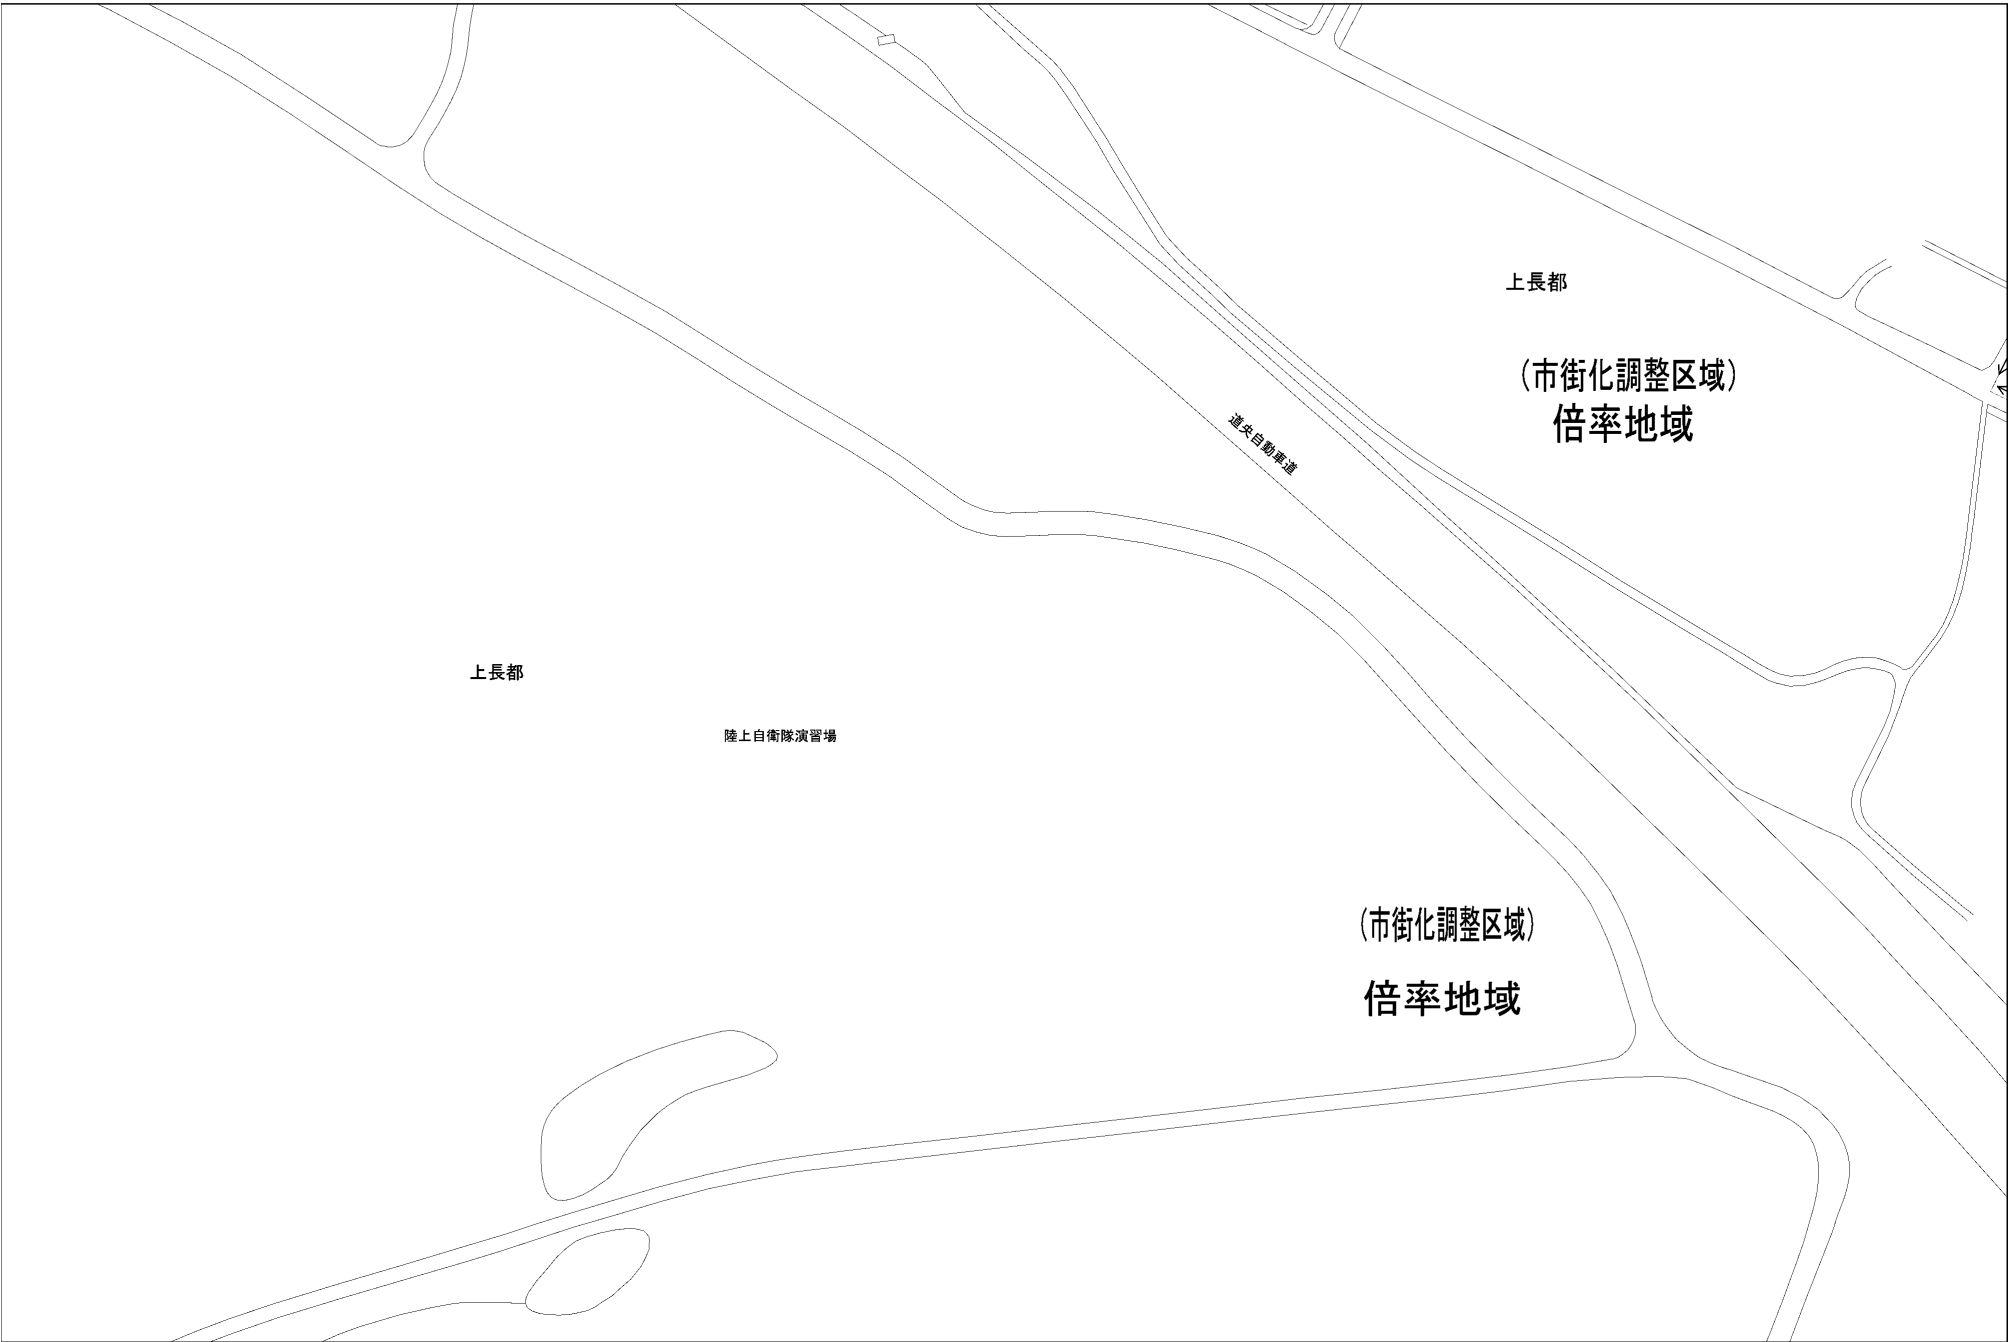 上長都
（市街化調整区域）
倍率地域
道央自動車道
上長都
陸上自衛隊演習場
（市街化調整区域）
倍率地域